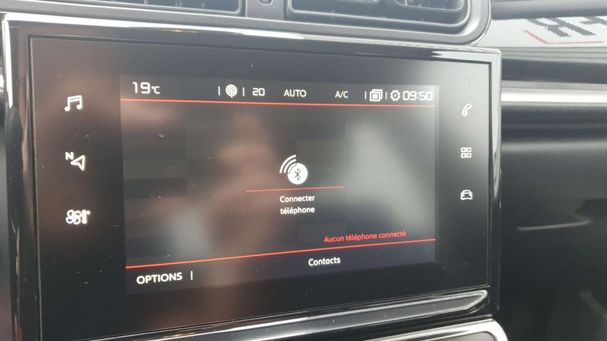 19°C 20 AUTO A/C 09:50
N
Connecter
téléphone
Aucun téléphone connecté
Contacts
OPTIONS